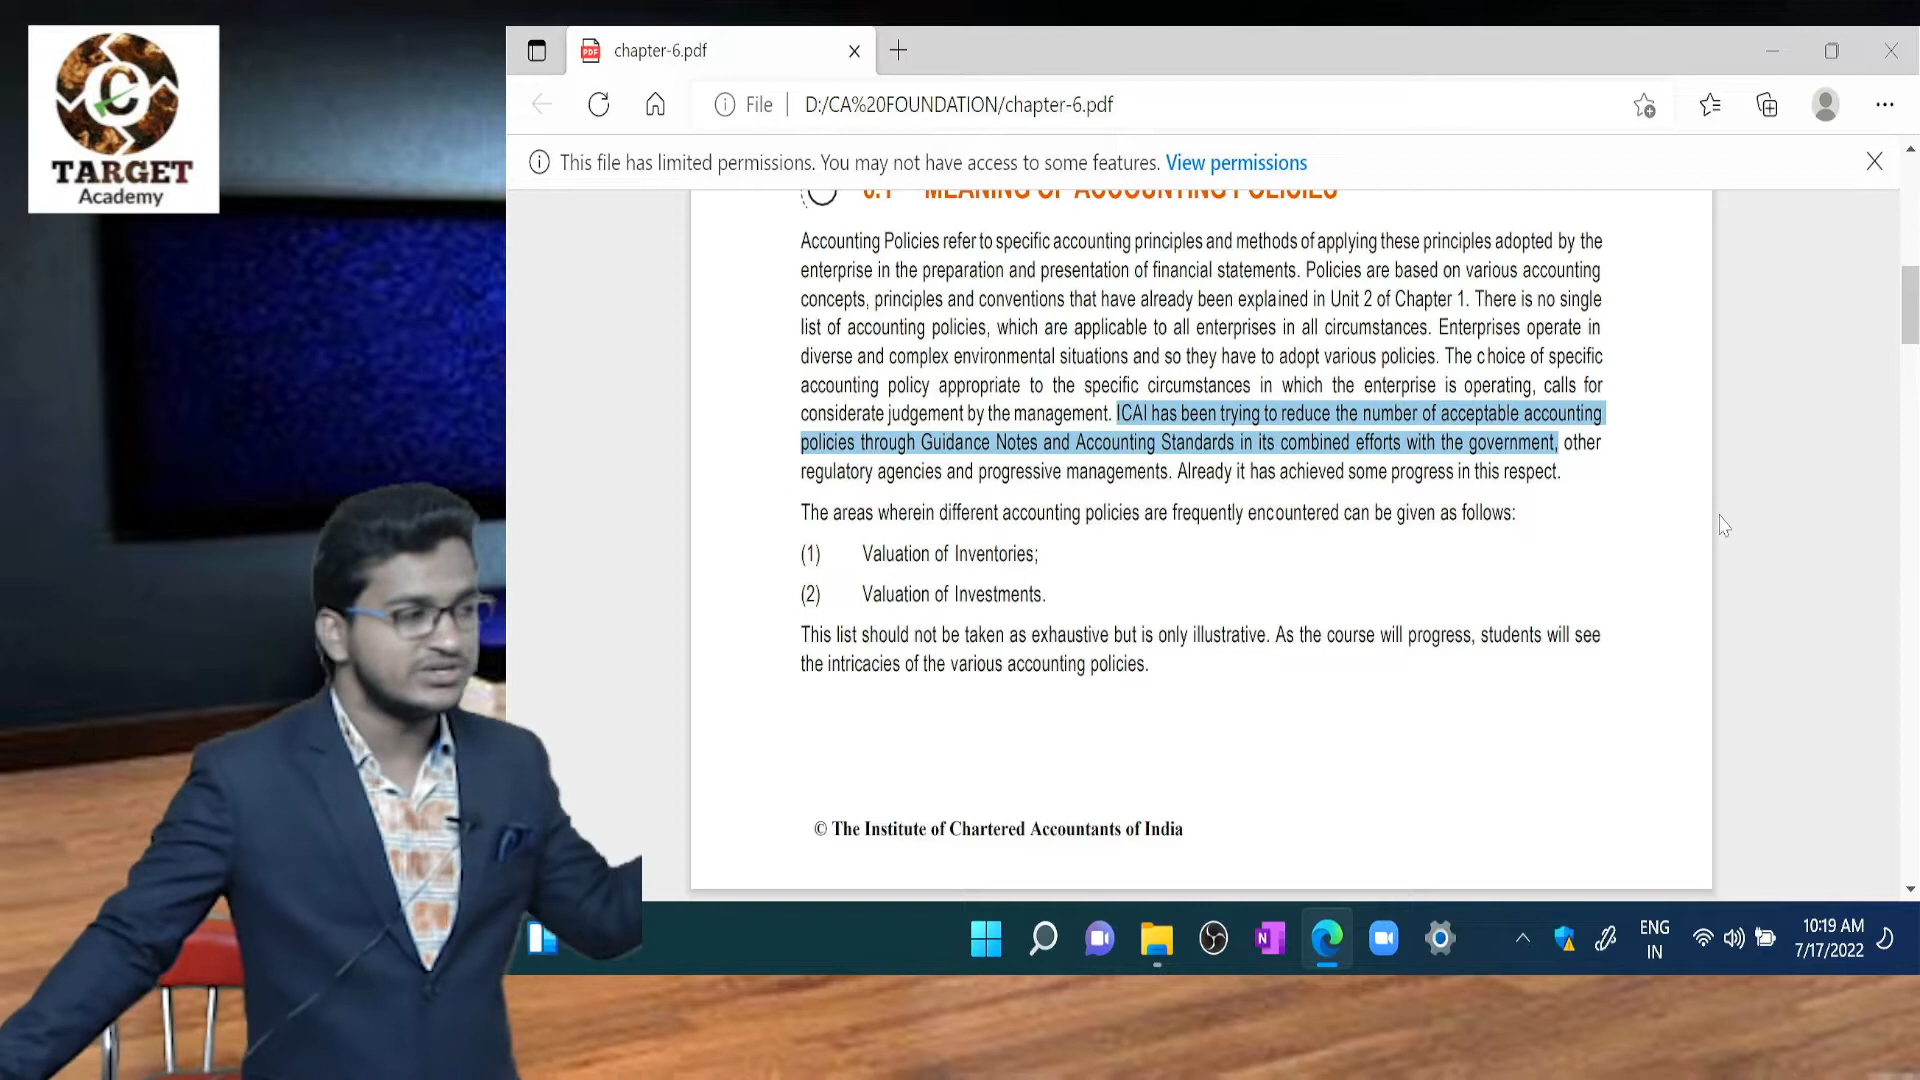 C
TARGET
Academy
chapter-6.pdf
File
D:/CA%20FOUNDATION/chapter-6.pdf
This file has limited permissions. You may not have access to some features. View permissions
6.1 MEANING OF ACCOUNTING POLICIES
Accounting Policies refer to specific accounting principles and methods of applying these principles adopted by the
enterprise in the preparation and presentation of financial statements. Policies are based on various accounting
concepts, principles and conventions that have already been explained in Unit 2 of Chapter 1. There is no single
list of accounting policies, which are applicable to all enterprises in all circumstances. Enterprises operate in
diverse and complex environmental situations and so they have to adopt various policies. The choice of specific
accounting policy appropriate to the specific circumstances in which the enterprise is operating, calls for
considerate judgement by the management. ICAI has been trying to reduce the number of acceptable accounting
policies through Guidance Notes and Accounting Standards in its combined efforts with the government, other
regulatory agencies and progressive managements. Already it has achieved some progress in this respect.
The areas wherein different accounting policies are frequently encountered can be given as follows:
(1) Valuation of Inventories;
(2) Valuation of Investments.
This list should not be taken as exhaustive but is only illustrative. As the course will progress, students will see
the intricacies of the various accounting policies.
© The Institute of Chartered Accountants of India
ENG
IN
10:19 AM
7/17/2022